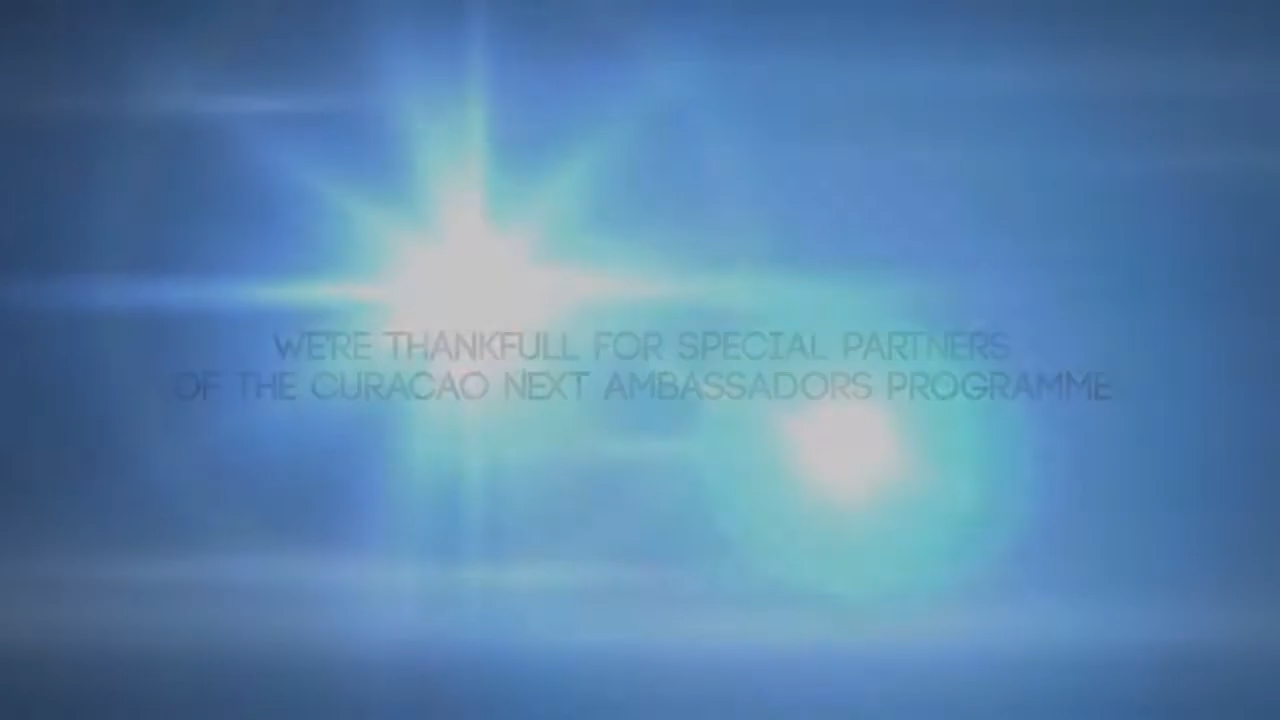 WE'RE THANKFULL FOR SPECIAL PARTNERS
OF THE CURACAO NEXT AMBASSADORS PROGRAMME